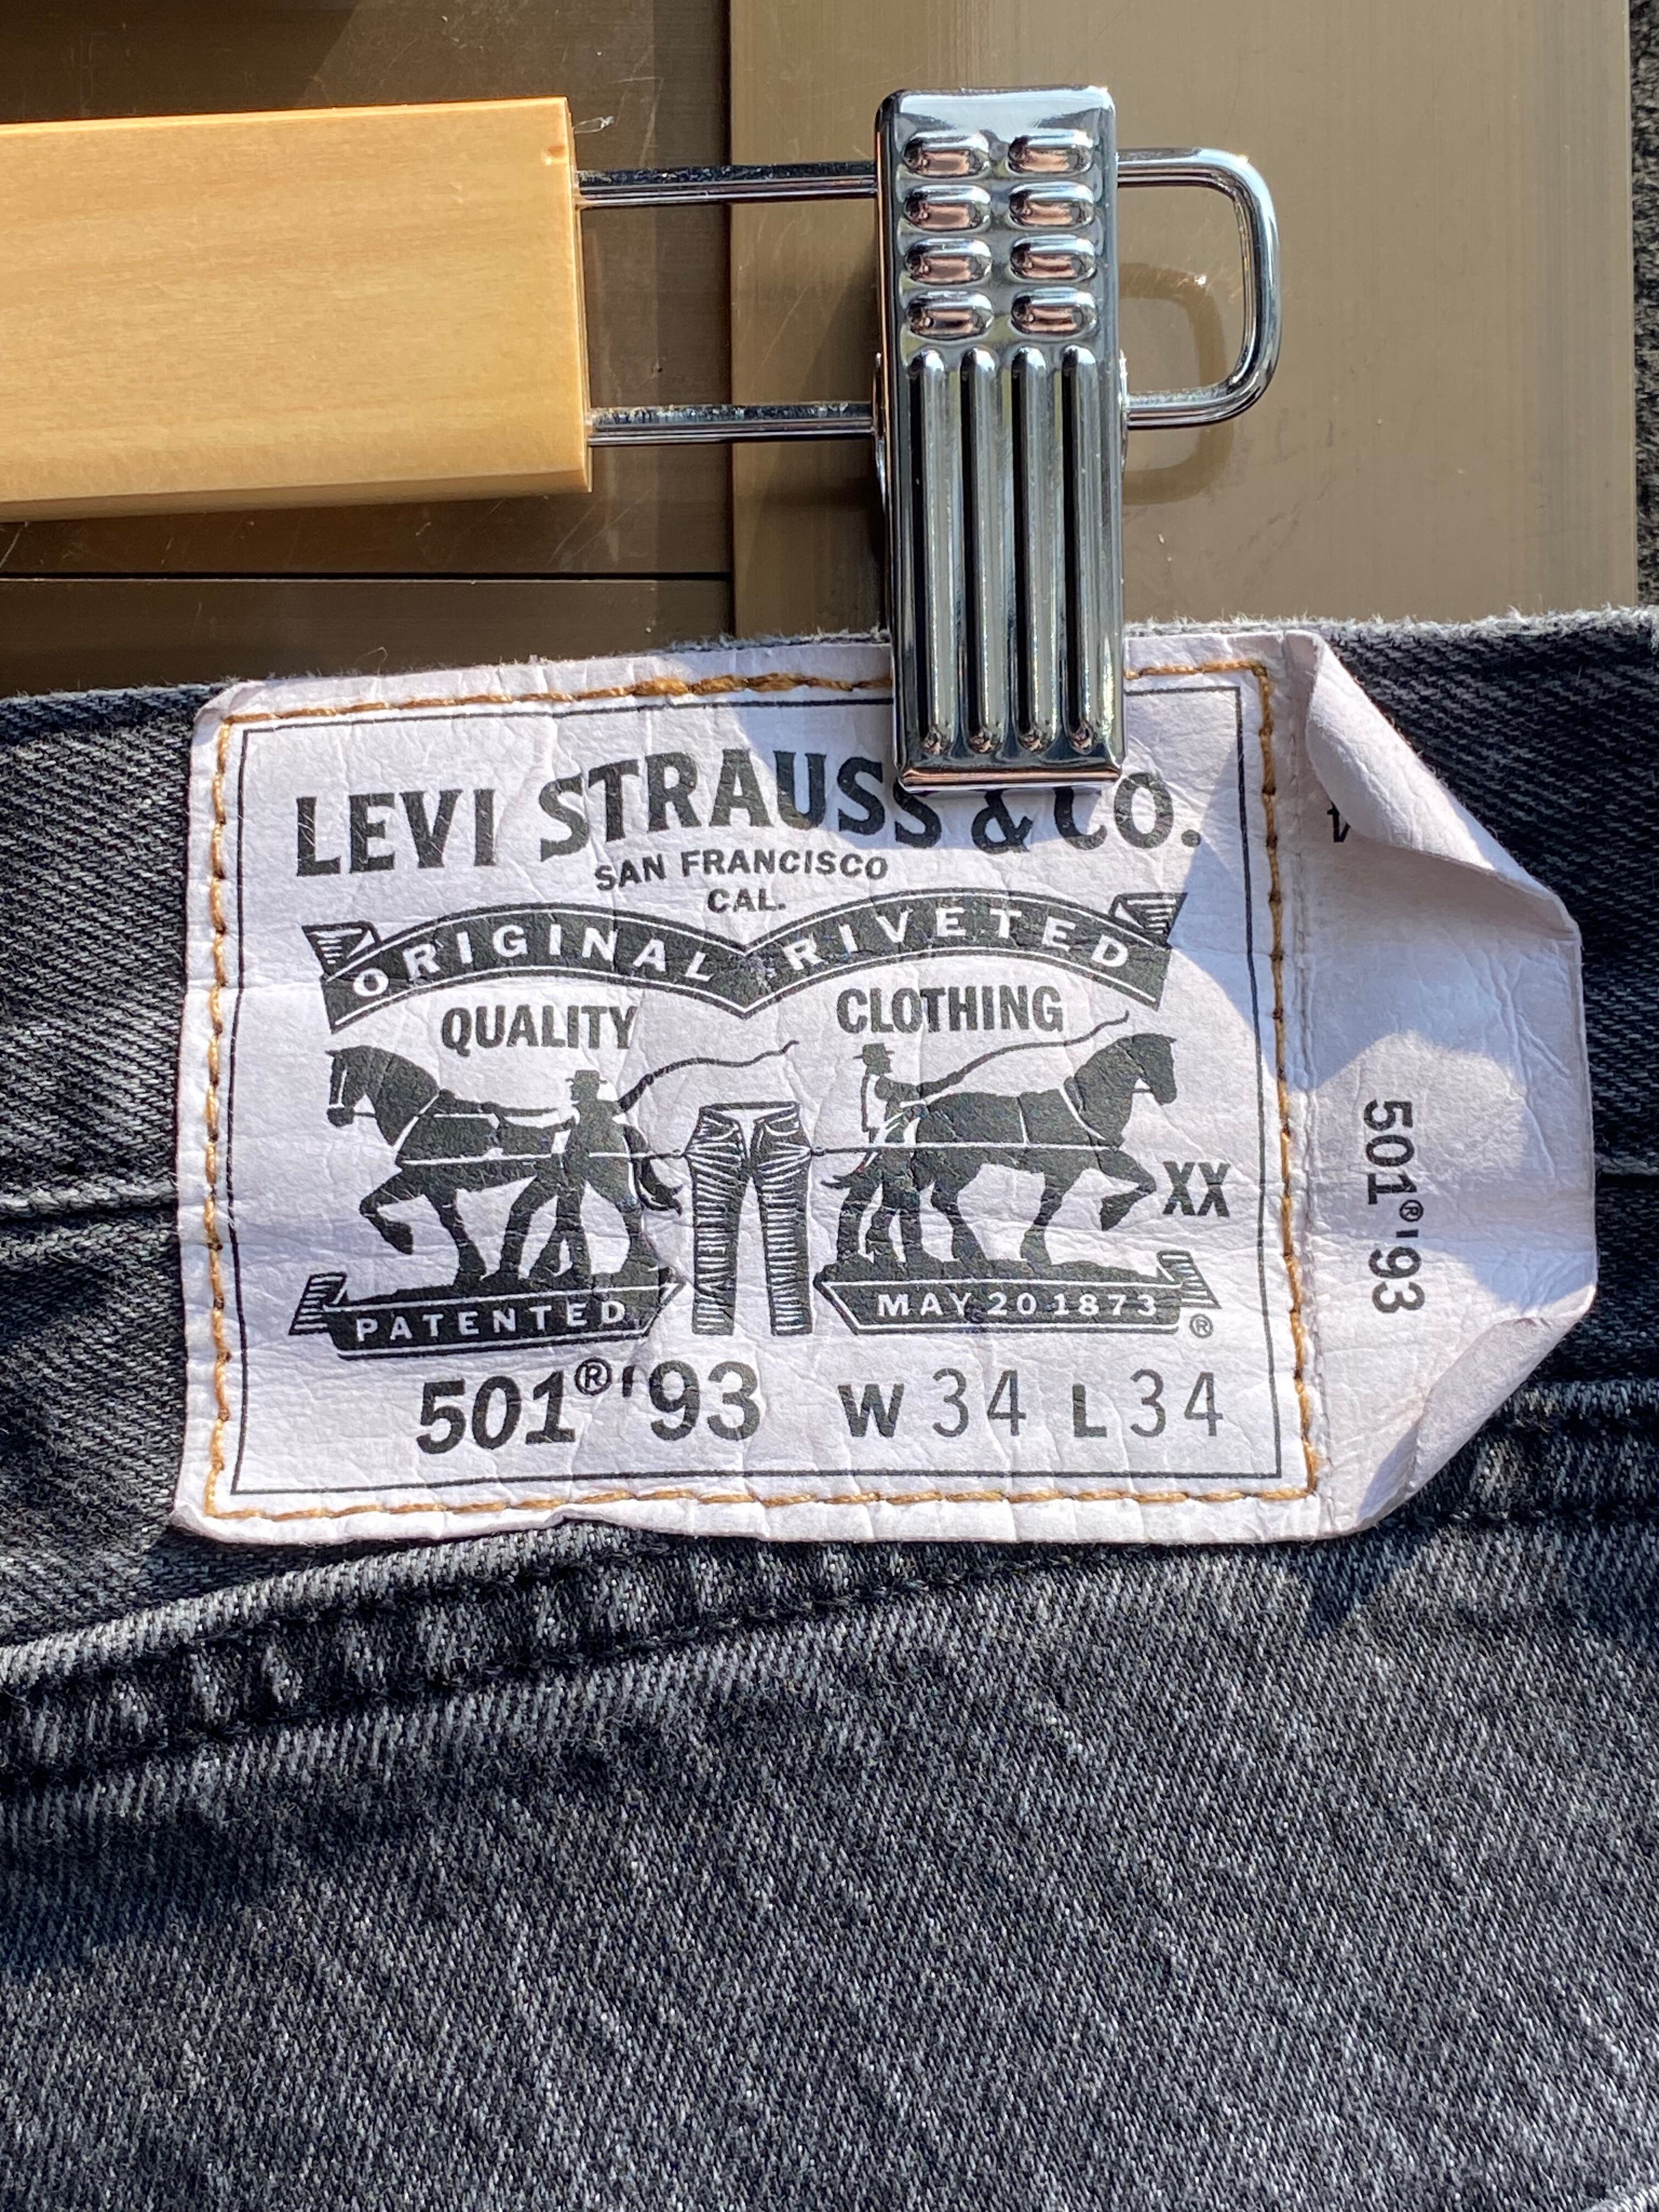 LEVI STRAUSS & CO.
SAN FRANCISCO
CAL.
ORIGINAL RIVETED
QUALITY CLOTHING
XX
PATENTED MAY 20 1873 ®
501®'93 W 34 L 34
501®'93